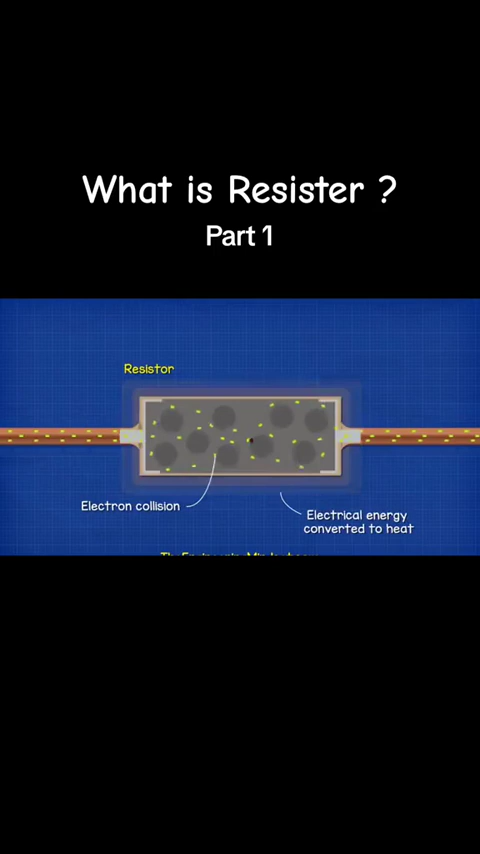 What is Resister ?
Part 1
Resistor
Electron collision
Electrical energy
converted to heat